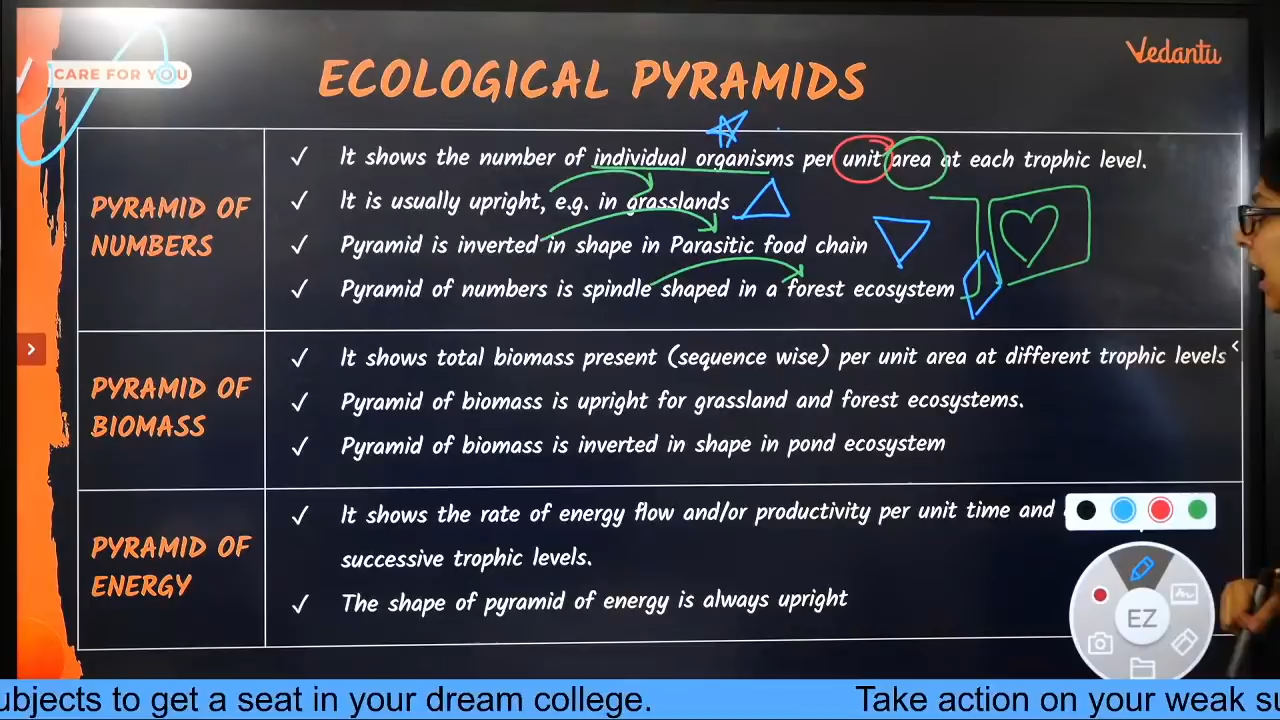 CARE FOR YOU
ECOLOGICAL PYRAMIDS
Vedantu
PYRAMID OF
NUMBERS
✓ It shows the number of individual organisms per unit area at each trophic level.
✓ It is usually upright, e.g. in grasslands
✓ Pyramid is inverted in shape in Parasitic food chain
✓ Pyramid of numbers is spindle shaped in a forest ecosystem
PYRAMID OF
BIOMASS
✓ It shows total biomass present (sequence wise) per unit area at different trophic levels
✓ Pyramid of biomass is upright for grassland and forest ecosystems.
✓ Pyramid of biomass is inverted in shape in pond ecosystem
PYRAMID OF
ENERGY
✓ It shows the rate of energy flow and/or productivity per unit time and
successive trophic levels.
✓ The shape of pyramid of energy is always upright
EZ
ubjects to get a seat in your dream college. Take action on your weak su